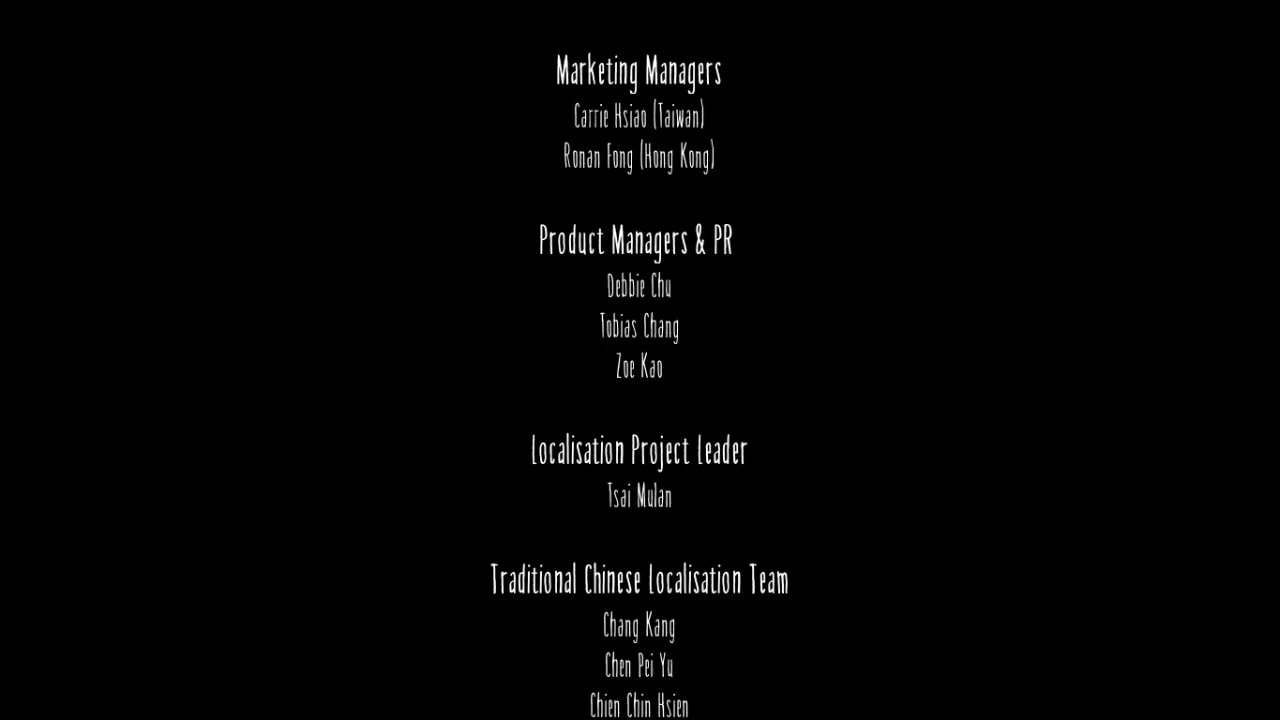 Marketing Managers
Carrie Hsiao (Taiwan)
Ronan Fong (Hong Kong)
Product Managers & PR
Debbie Chu
Tobias Chang
Zoe Kao
Localisation Project Leader
Tsai Mulan
Traditional Chinese Localisation Team
Chang Kang
Chen Pei Yu
Chien Chin Hsien